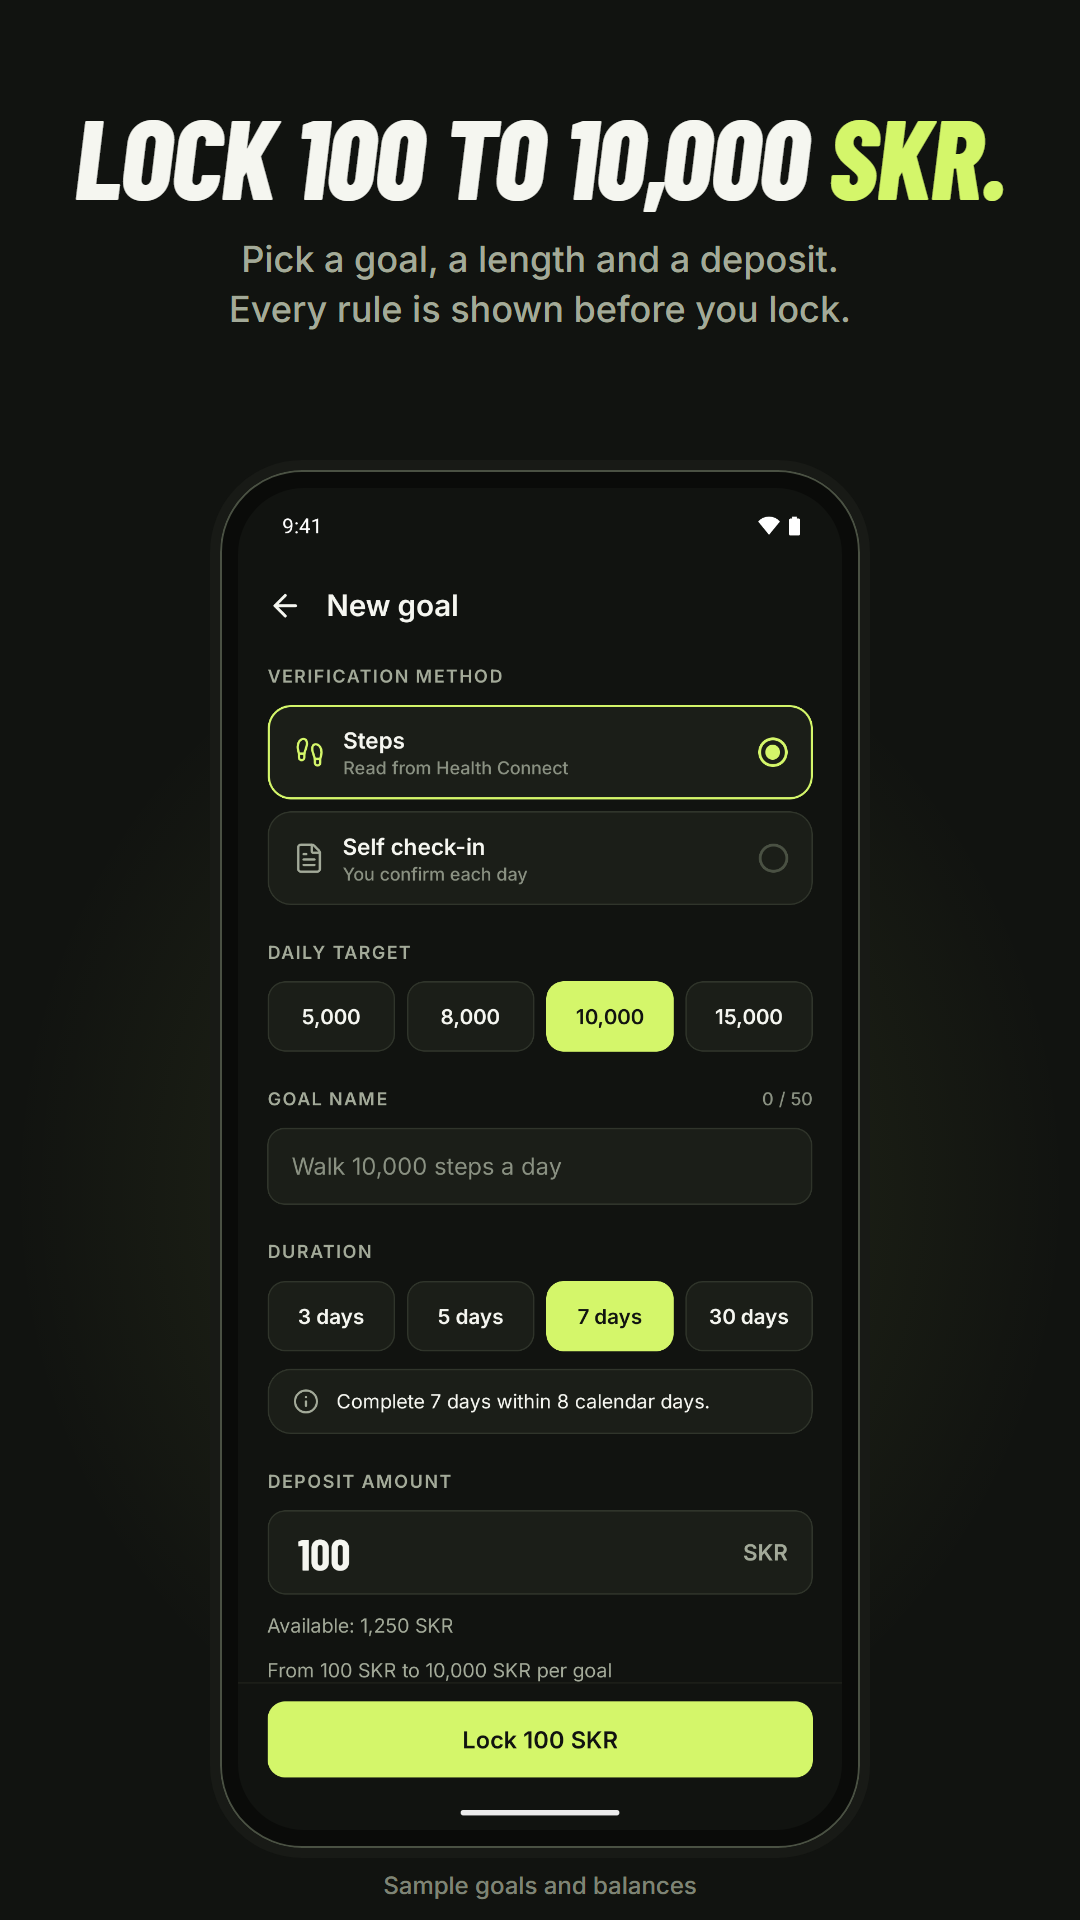 LOCK 100 TO 10,000 SKR.
Pick a goal, a length and a deposit.
Every rule is shown before you lock.
9:41
New goal
VERIFICATION METHOD
Steps
Read from Health Connect
Self check-in
You confirm each day
DAILY TARGET
5,000 8,000 10,000 15,000
GOAL NAME 0 / 50
Walk 10,000 steps a day
DURATION
3 days 5 days 7 days 30 days
Complete 7 days within 8 calendar days.
DEPOSIT AMOUNT
100 SKR
Available: 1,250 SKR
From 100 SKR to 10,000 SKR per goal
Lock 100 SKR
Sample goals and balances